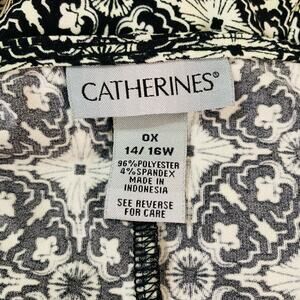 CATHERINES®
0X
14/16W
96% POLYESTER
4% SPANDEX
MADE IN
INDONESIA
SEE REVERSE
FOR CARE